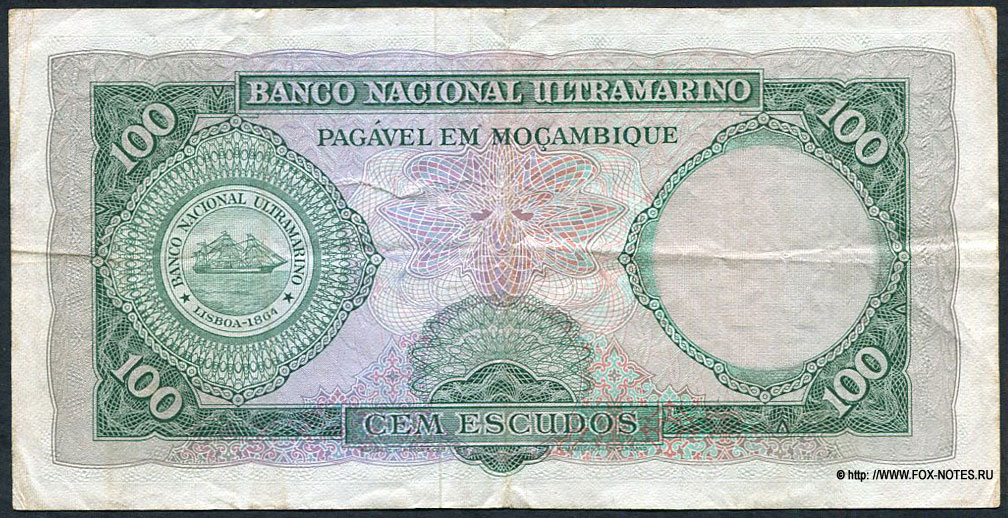 BANCO NACIONAL ULTRAMARINO
PAGÁVEL EM MOÇAMBIQUE
100
100
BANCO NACIONAL ULTRAMARINO
LISBOA-1864
100
100
CEM ESCUDOS
© http: //WWW.FOX-NOTES.RU